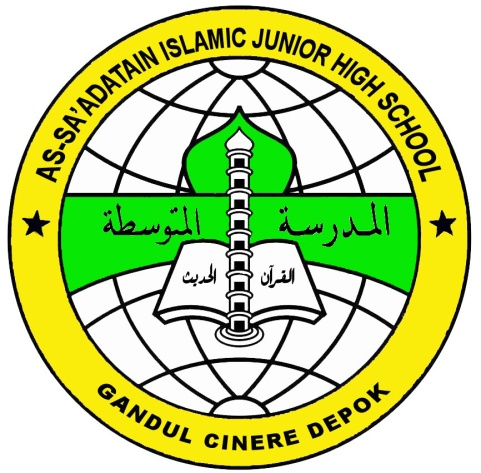 AS-SA'ADATAIN ISLAMIC JUNIOR HIGH SCHOOL
المدرسة المتوسطة
القرآن الحديث
GANDUL CINERE DEPOK